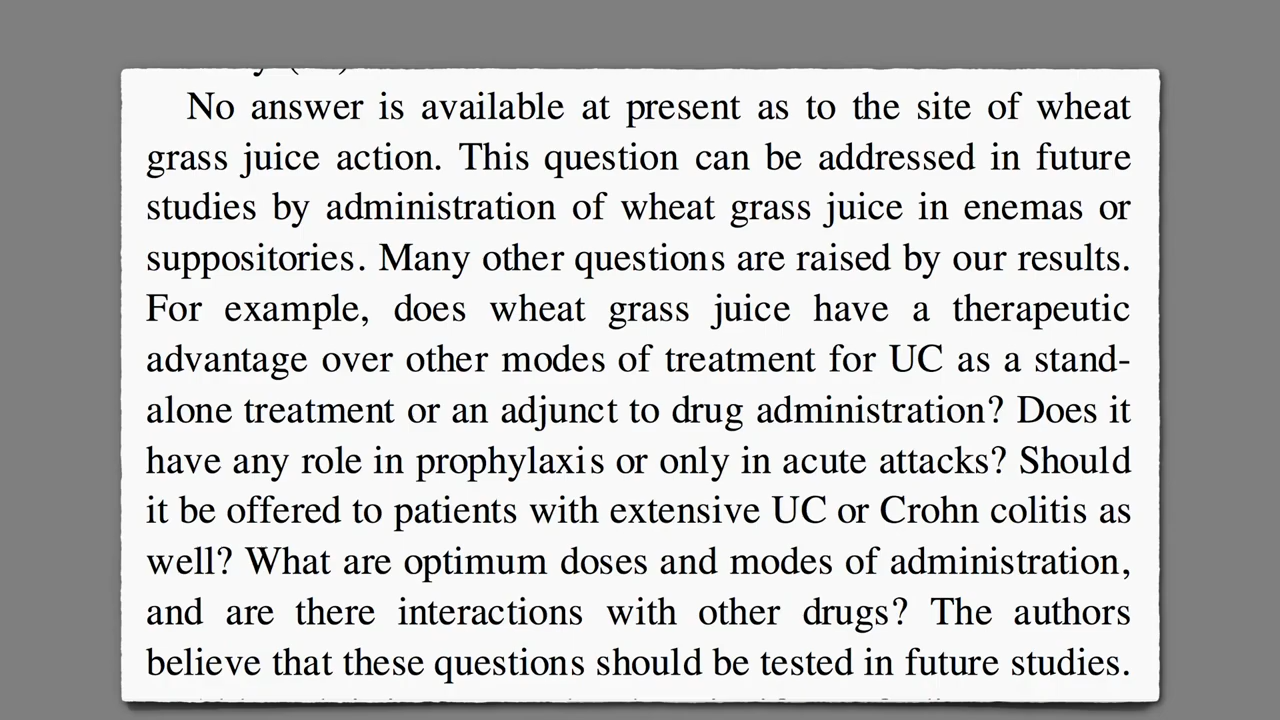 No answer is available at present as to the site of wheat
grass juice action. This question can be addressed in future
studies by administration of wheat grass juice in enemas or
suppositories. Many other questions are raised by our results.
For example, does wheat grass juice have a therapeutic
advantage over other modes of treatment for UC as a stand-
alone treatment or an adjunct to drug administration? Does it
have any role in prophylaxis or only in acute attacks? Should
it be offered to patients with extensive UC or Crohn colitis as
well? What are optimum doses and modes of administration,
and are there interactions with other drugs? The authors
believe that these questions should be tested in future studies.